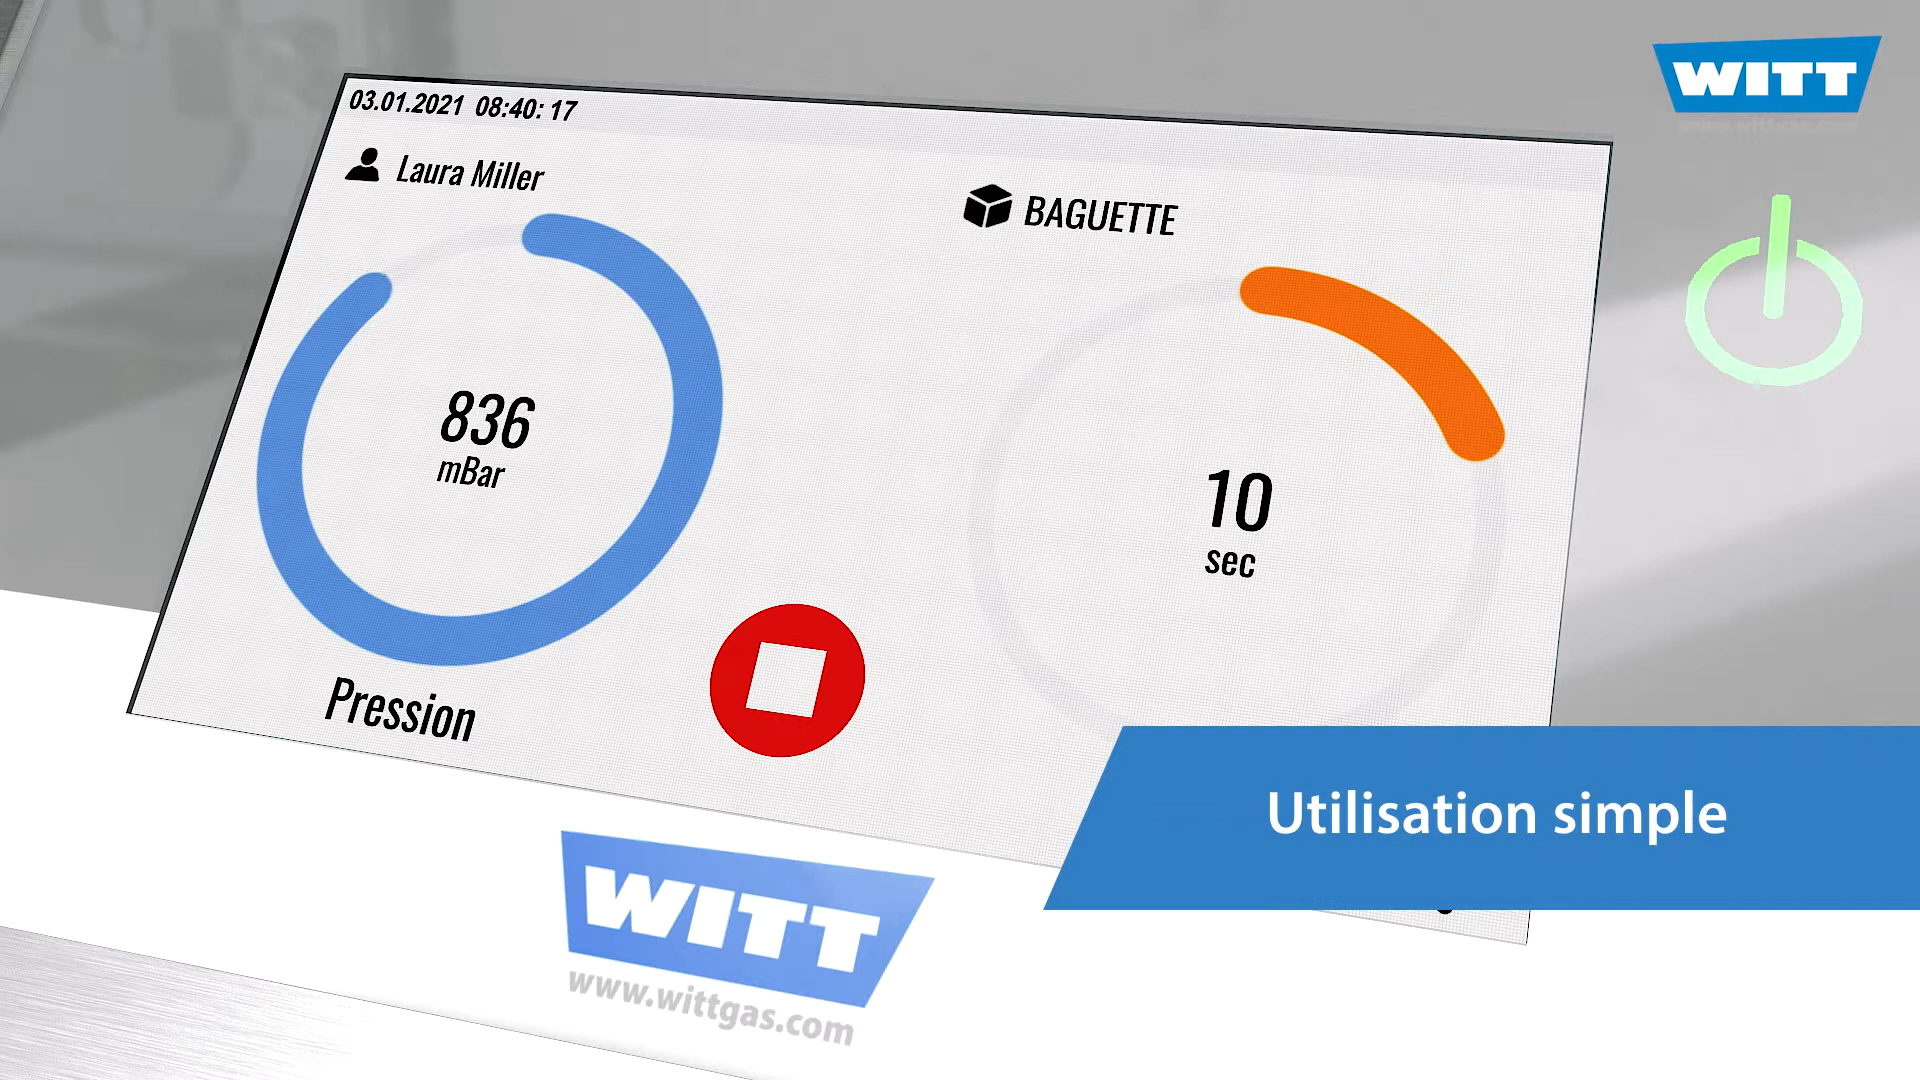 WITT
03.01.2021 08:40: 17
Laura Miller
BAGUETTE
836
mBar
10
sec
Pression
Utilisation simple
WITT
www.wittgas.com